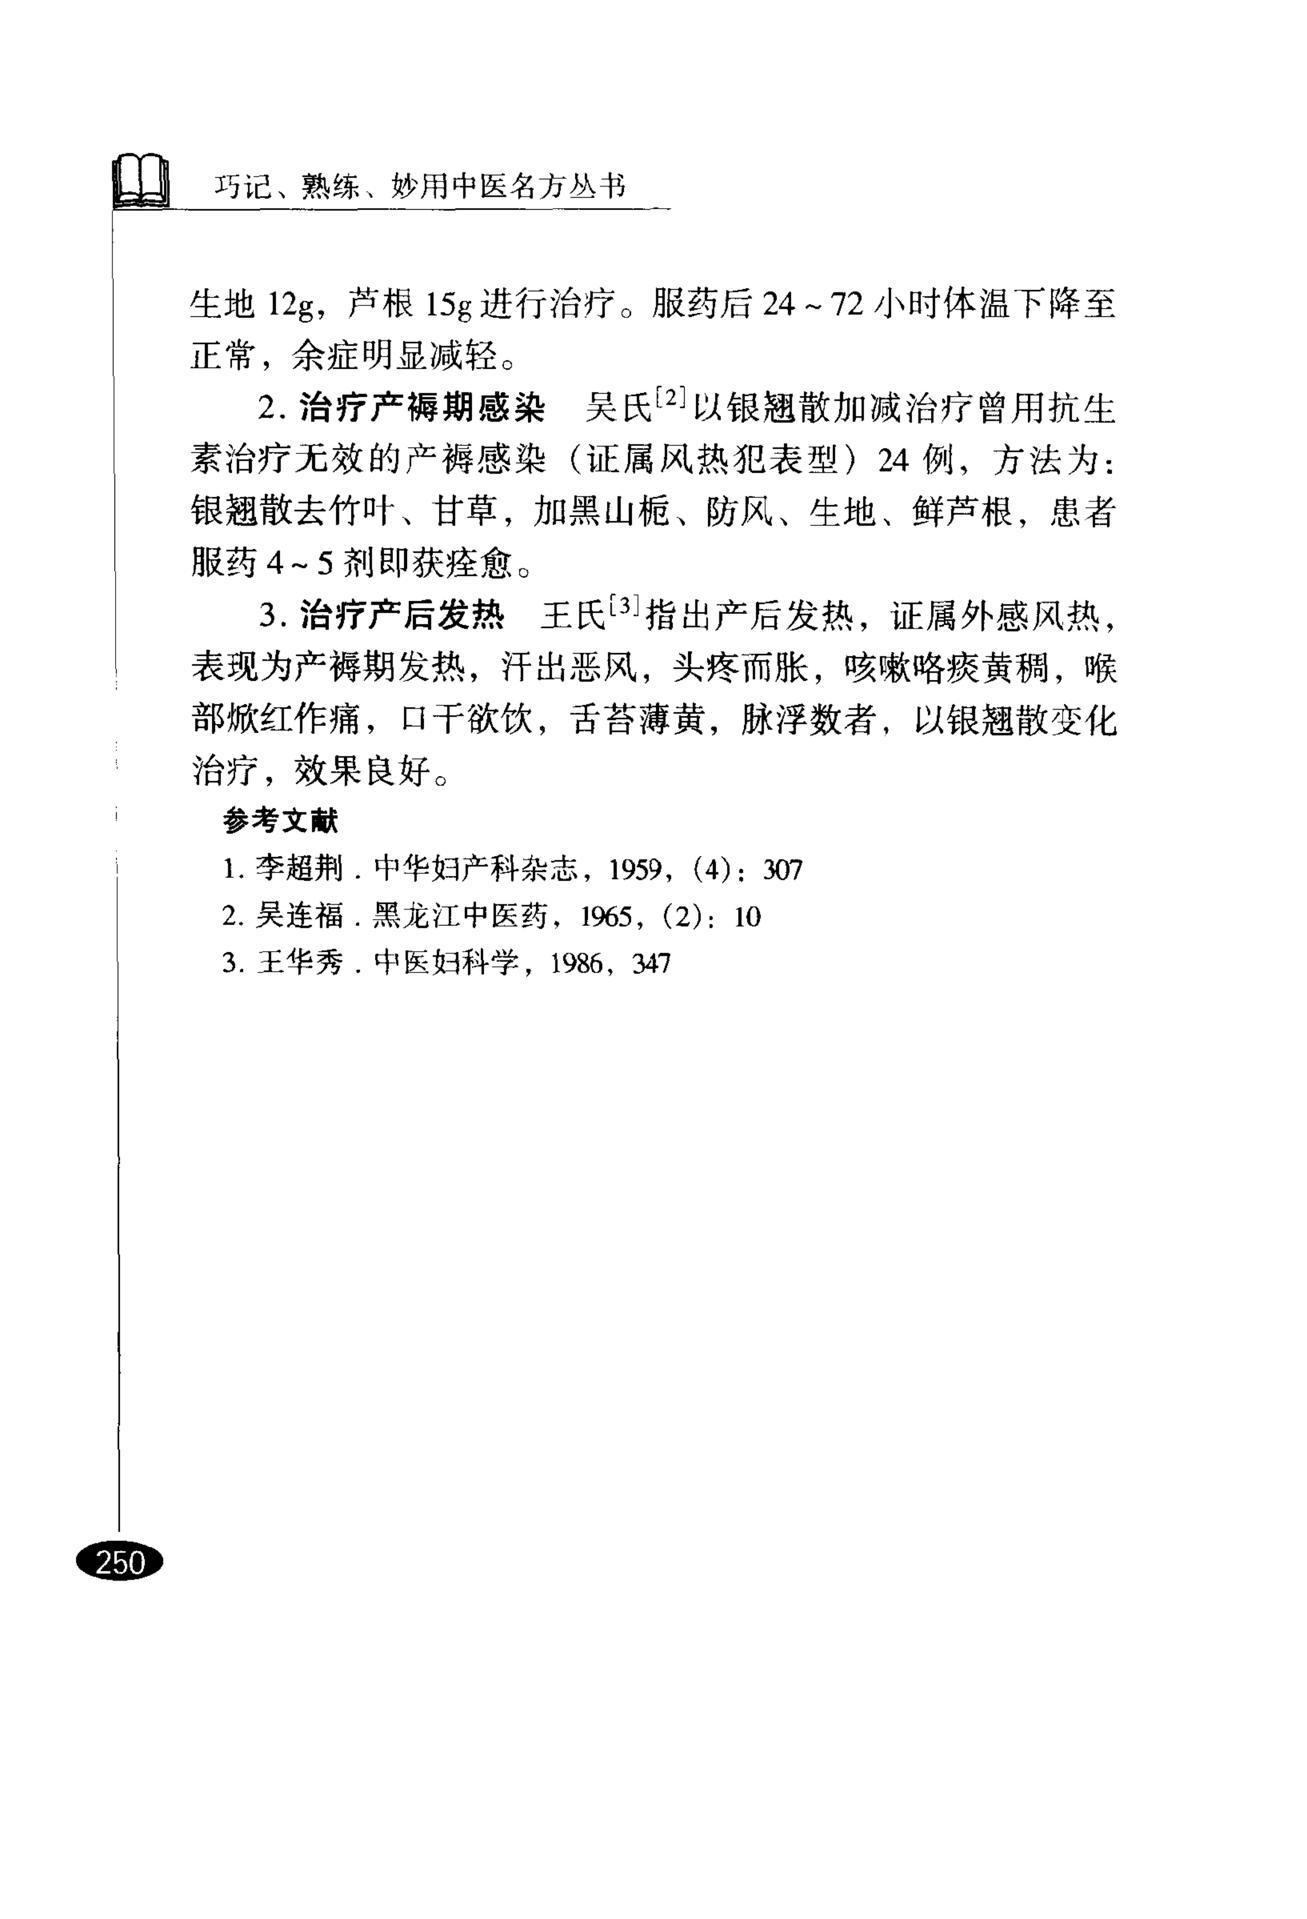 巧记、熟练、妙用中医名方丛书
生地 12g，芦根 15g 进行治疗。服药后 24～72 小时体温下降至
正常，余症明显减轻。
2. 治疗产褥期感染　吴氏[2]以银翘散加减治疗曾用抗生
素治疗无效的产褥感染（证属风热犯表型）24 例，方法为：
银翘散去竹叶、甘草，加黑山栀、防风、生地、鲜芦根，患者
服药 4～5 剂即获痊愈。
3. 治疗产后发热　王氏[3]指出产后发热，证属外感风热，
表现为产褥期发热，汗出恶风，头疼而胀，咳嗽咯痰黄稠，喉
部焮红作痛，口干欲饮，舌苔薄黄，脉浮数者，以银翘散变化
治疗，效果良好。
参考文献
1. 李超荆．中华妇产科杂志，1959，(4)：307
2. 吴连福．黑龙江中医药，1965，(2)：10
3. 王华秀．中医妇科学，1986，347
250